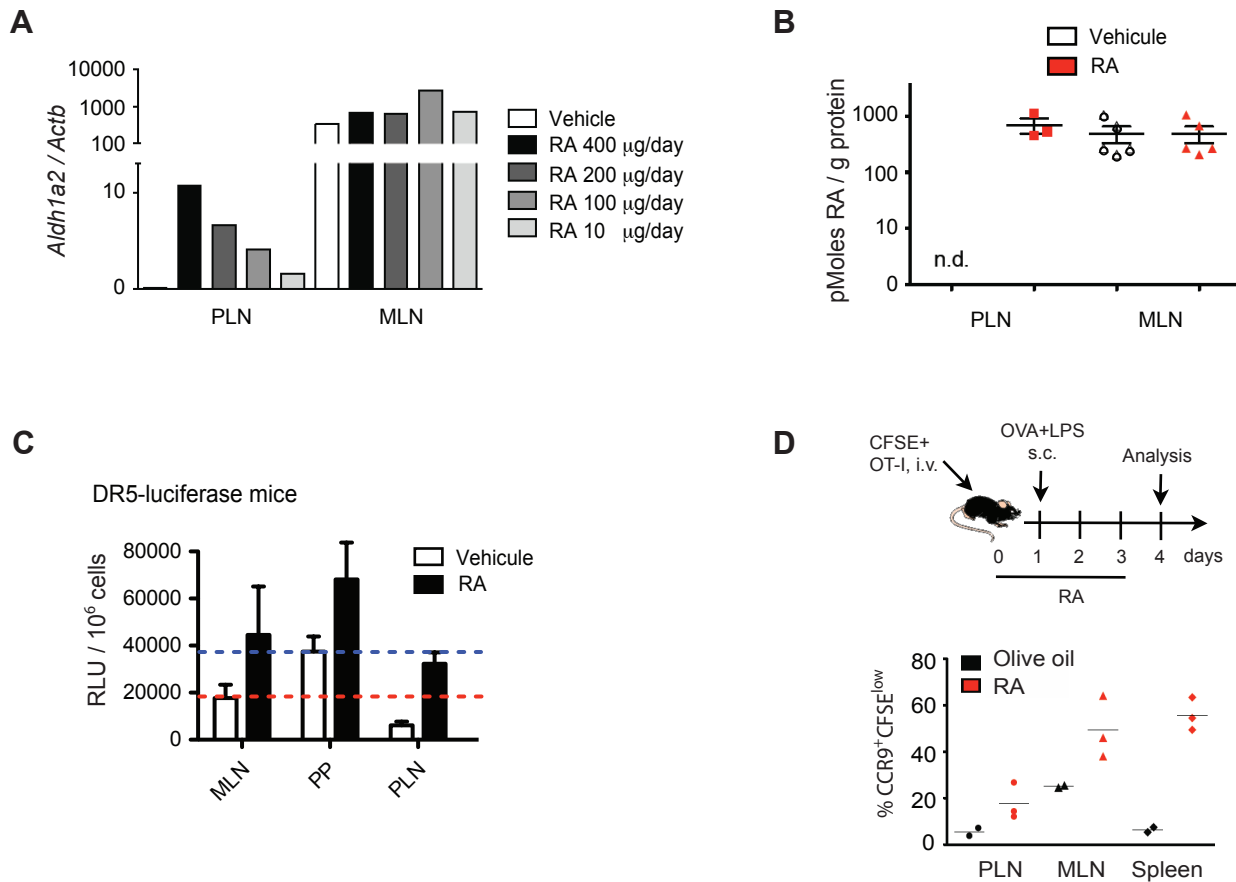 A
Aldh1a2 / Actb
10000
1000
100
10
0
PLN
MLN
Vehicle
RA 400 µg/day
RA 200 µg/day
RA 100 µg/day
RA 10 µg/day
B
Vehicule
RA
pMoles RA / g protein
1000
100
10
0
n.d.
PLN
MLN
C
DR5-luciferase mice
Vehicule
RA
RLU / 10⁶ cells
80000
60000
40000
20000
0
MLN
PP
PLN
D
CFSE+
OT-I, i.v.
OVA+LPS
s.c.
Analysis
0 1 2 3 4 days
RA
Olive oil
RA
% CCR9⁺CFSEˡᵒʷ
80
60
40
20
0
PLN
MLN
Spleen